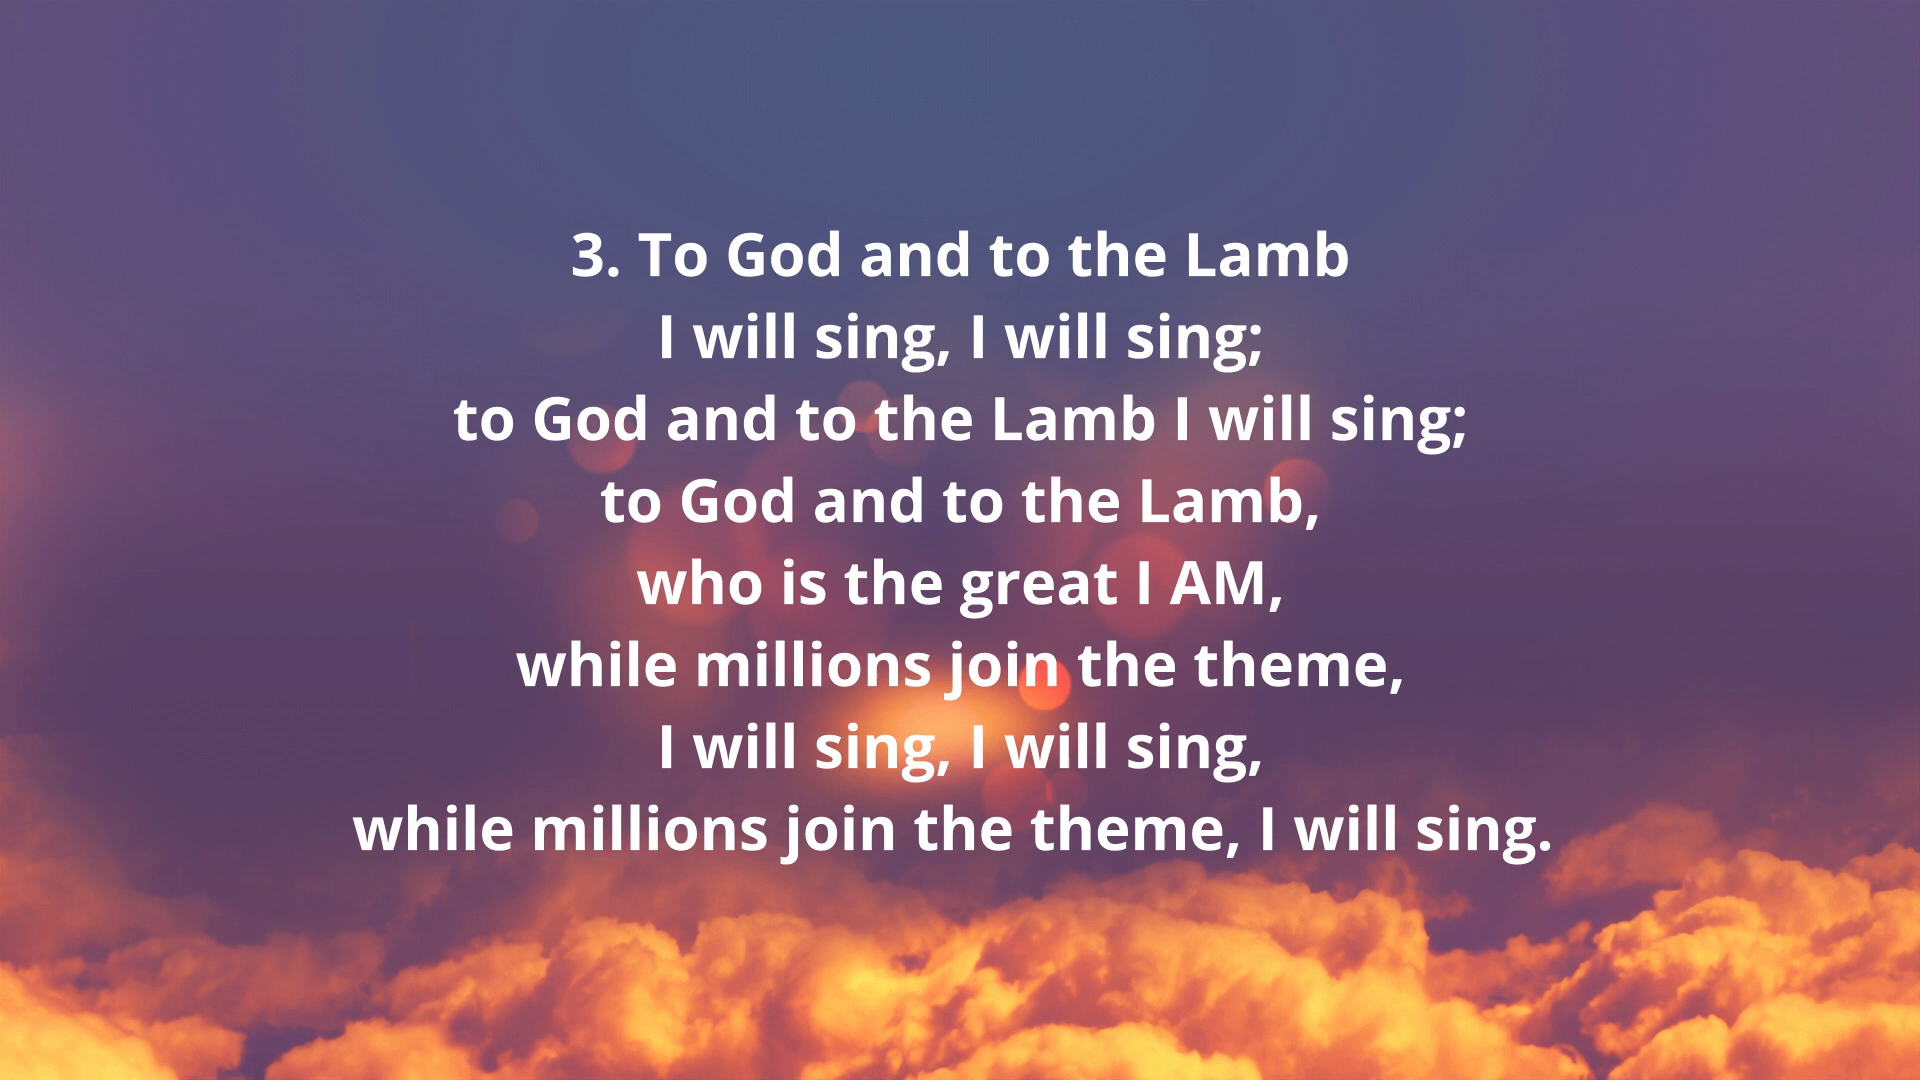 3. To God and to the Lamb
I will sing, I will sing;
to God and to the Lamb I will sing;
to God and to the Lamb,
who is the great I AM,
while millions join the theme,
I will sing, I will sing,
while millions join the theme, I will sing.